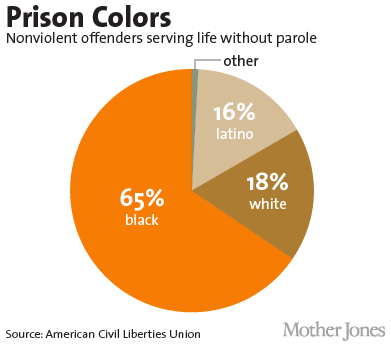 Prison Colors
Nonviolent offenders serving life without parole
other
16%
latino
18%
white
65%
black
Source: American Civil Liberties Union
Mother Jones